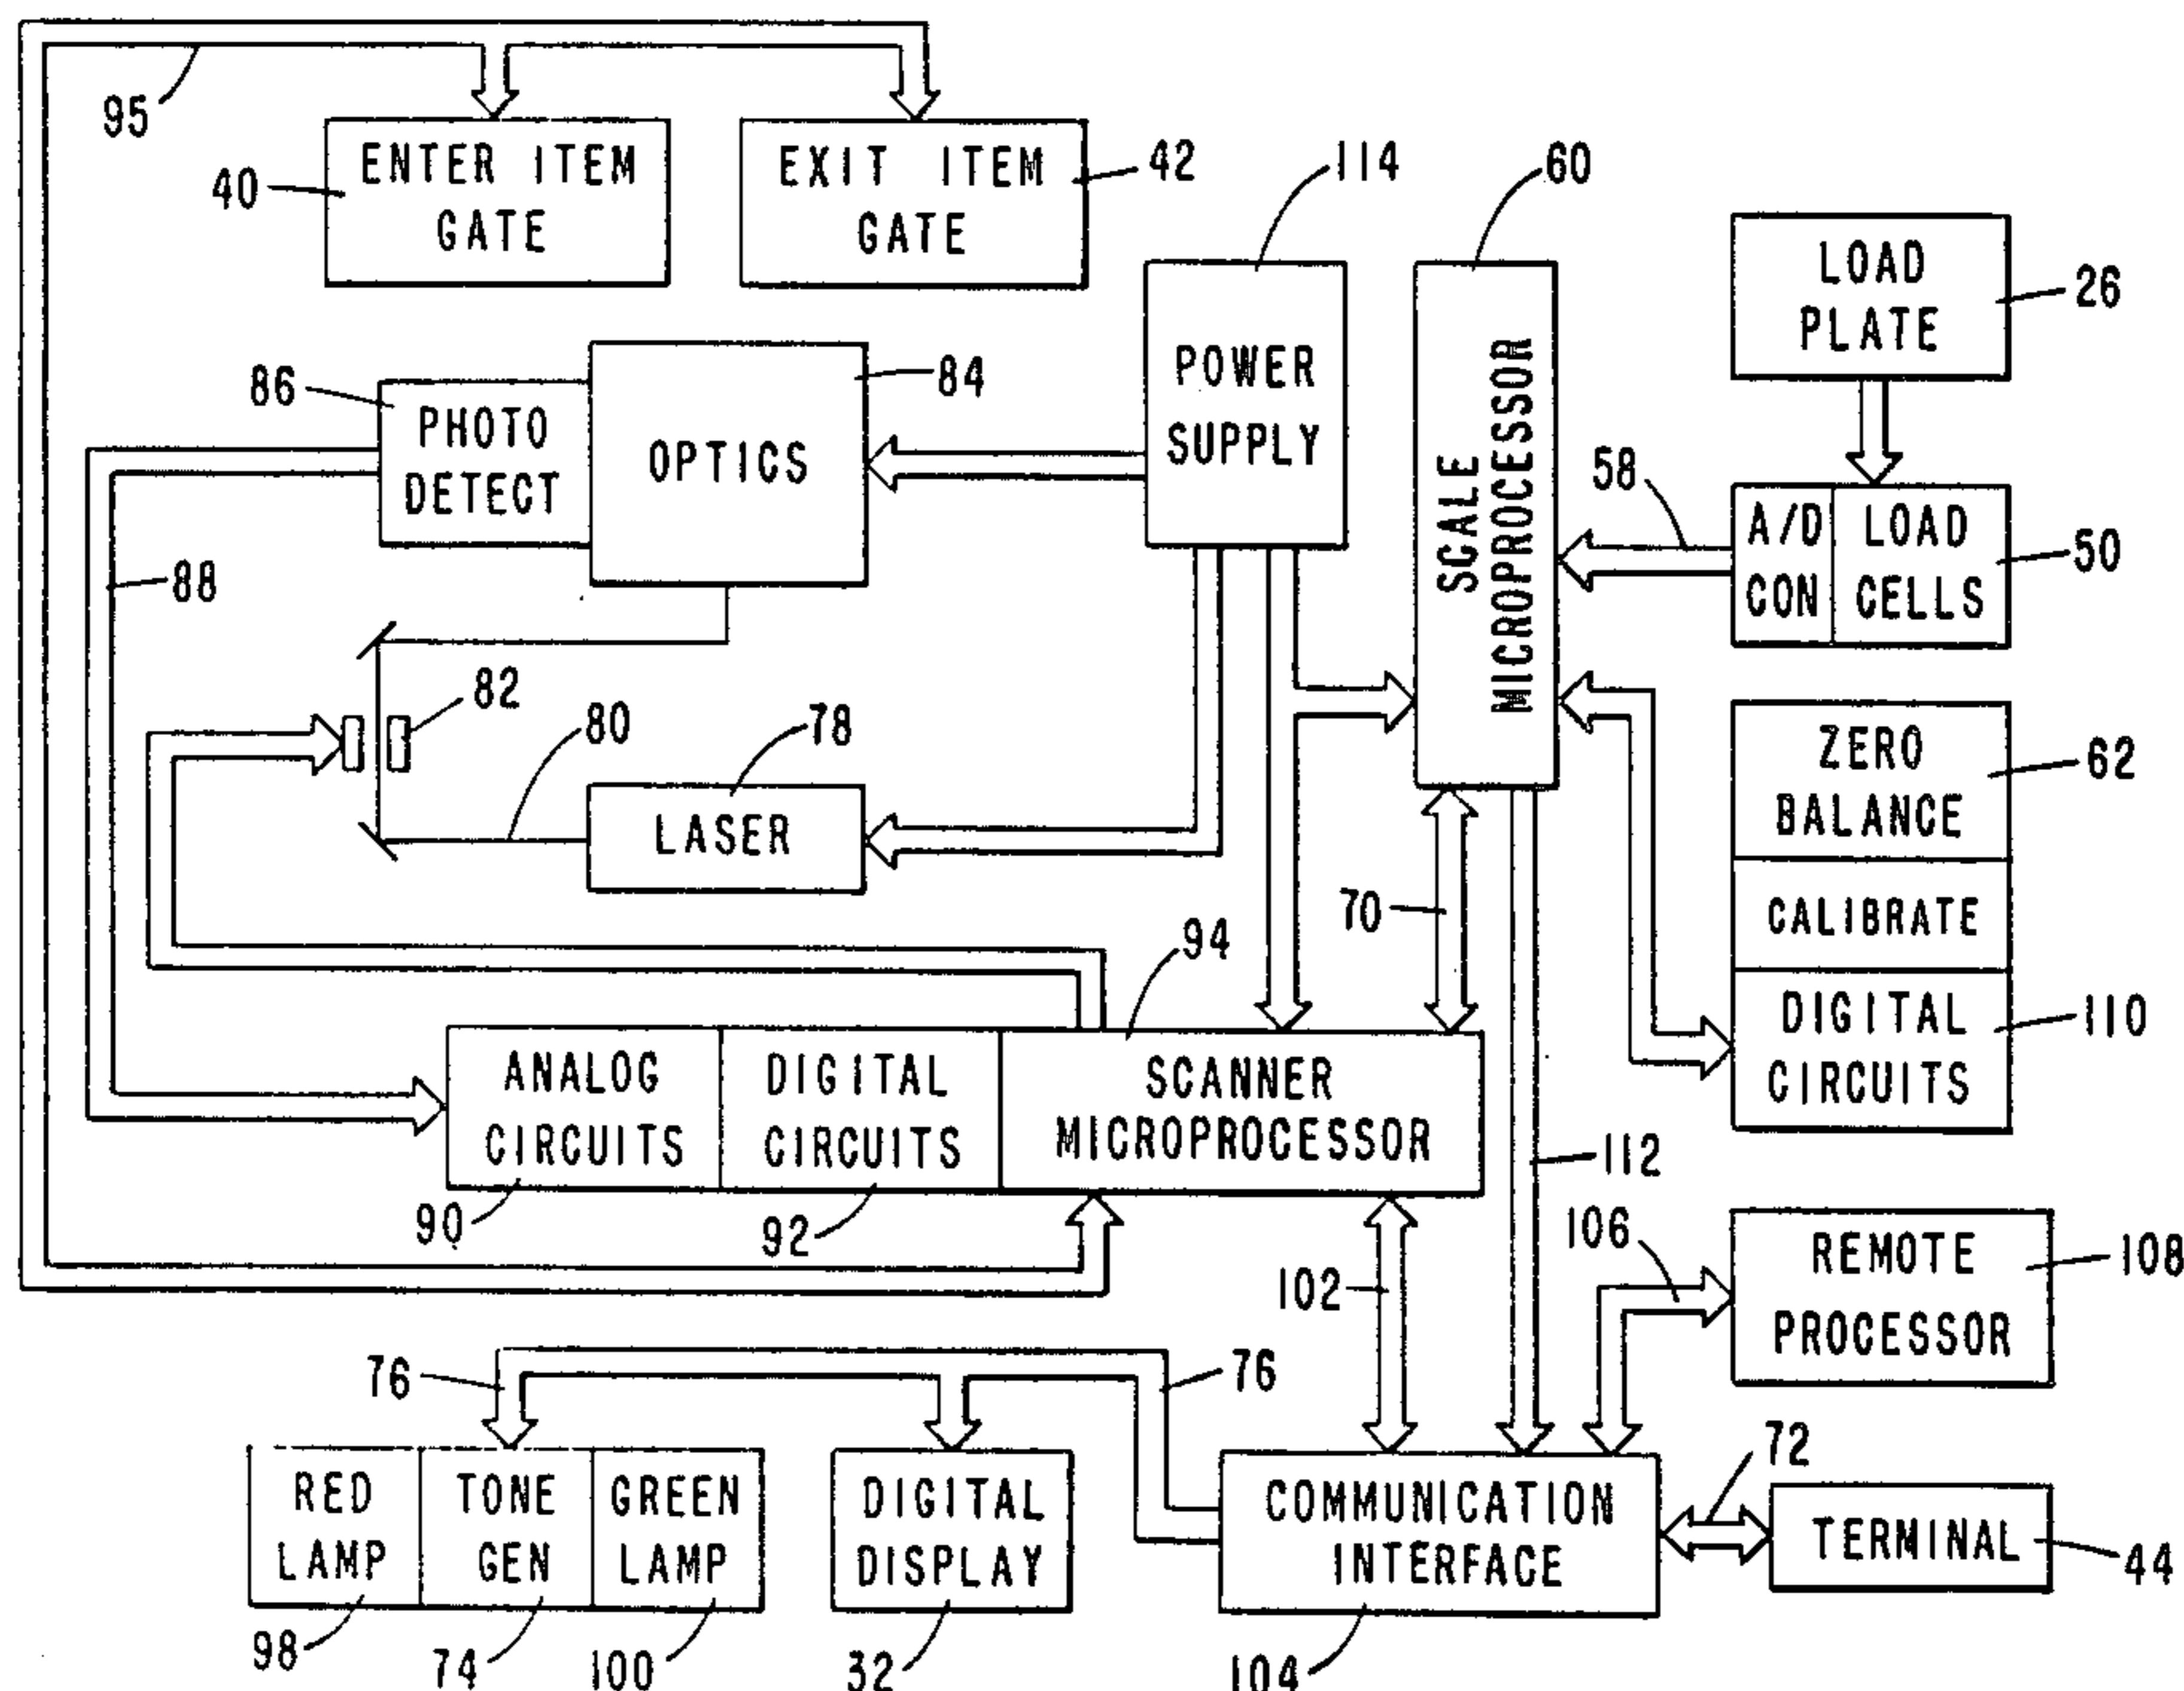 95
ENTER ITEM
GATE
40
EXIT ITEM
GATE
42
114
60
LOAD
PLATE
26
86
PHOTO
DETECT
OPTICS
84
POWER
SUPPLY
SCALE
MICROPROCESSOR
58
A/D
CON
LOAD
CELLS
50
88
82
80
78
LASER
ZERO
BALANCE
62
CALIBRATE
DIGITAL
CIRCUITS
110
70
94
ANALOG
CIRCUITS
DIGITAL
CIRCUITS
SCANNER
MICROPROCESSOR
90
92
112
102
106
REMOTE
PROCESSOR
108
76
76
RED
LAMP
TONE
GEN
GREEN
LAMP
DIGITAL
DISPLAY
COMMUNICATION
INTERFACE
72
TERMINAL
44
98
74
100
32
104